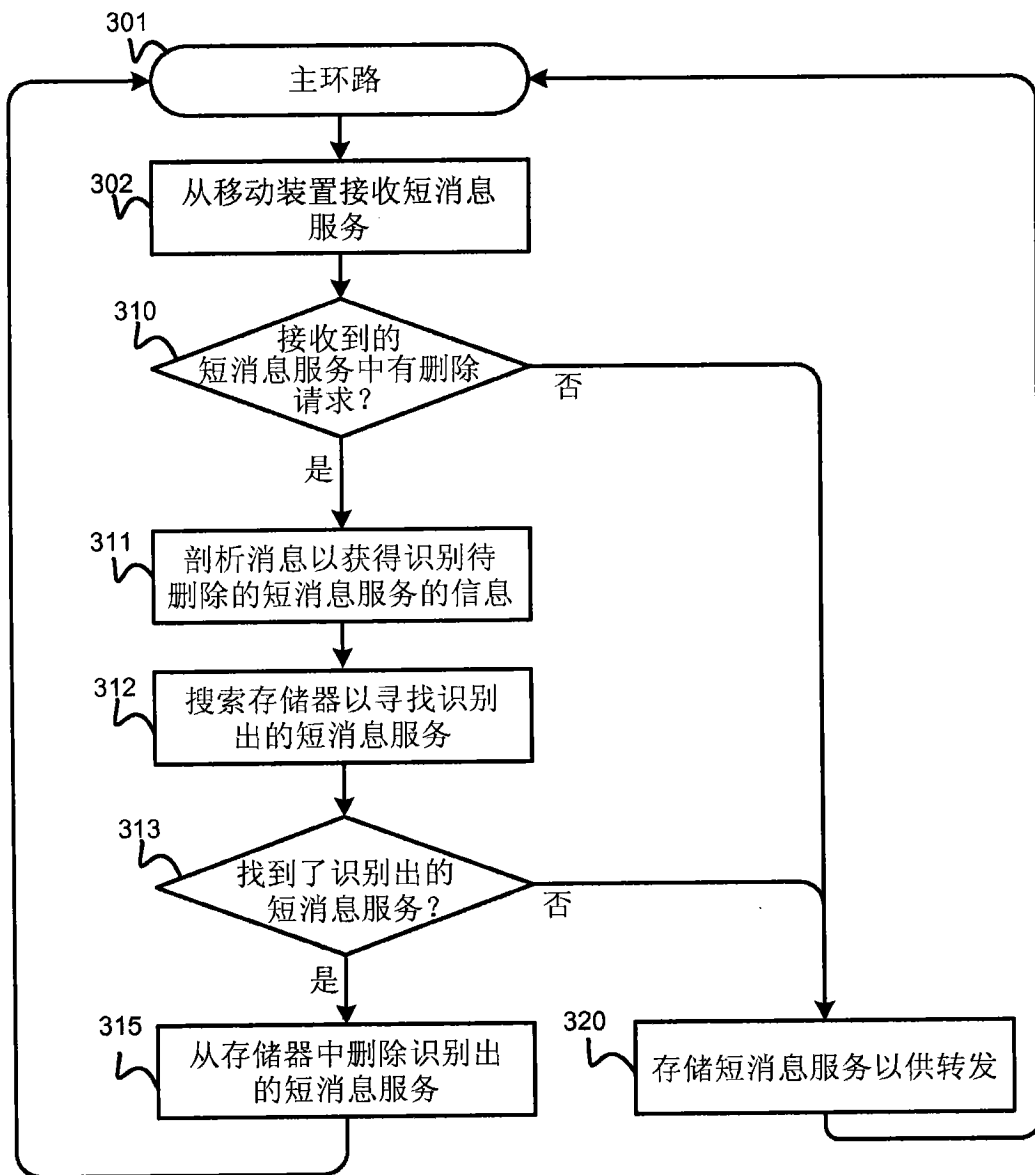 301
主环路
302
从移动装置接收短消息
服务
310
接收到的
短消息服务中有删除
请求?
否
是
311
剖析消息以获得识别待
删除的短消息服务的信息
312
搜索存储器以寻找识别
出的短消息服务
313
找到了识别出的
短消息服务?
否
是
315
从存储器中删除识别出
的短消息服务
320
存储短消息服务以供转发